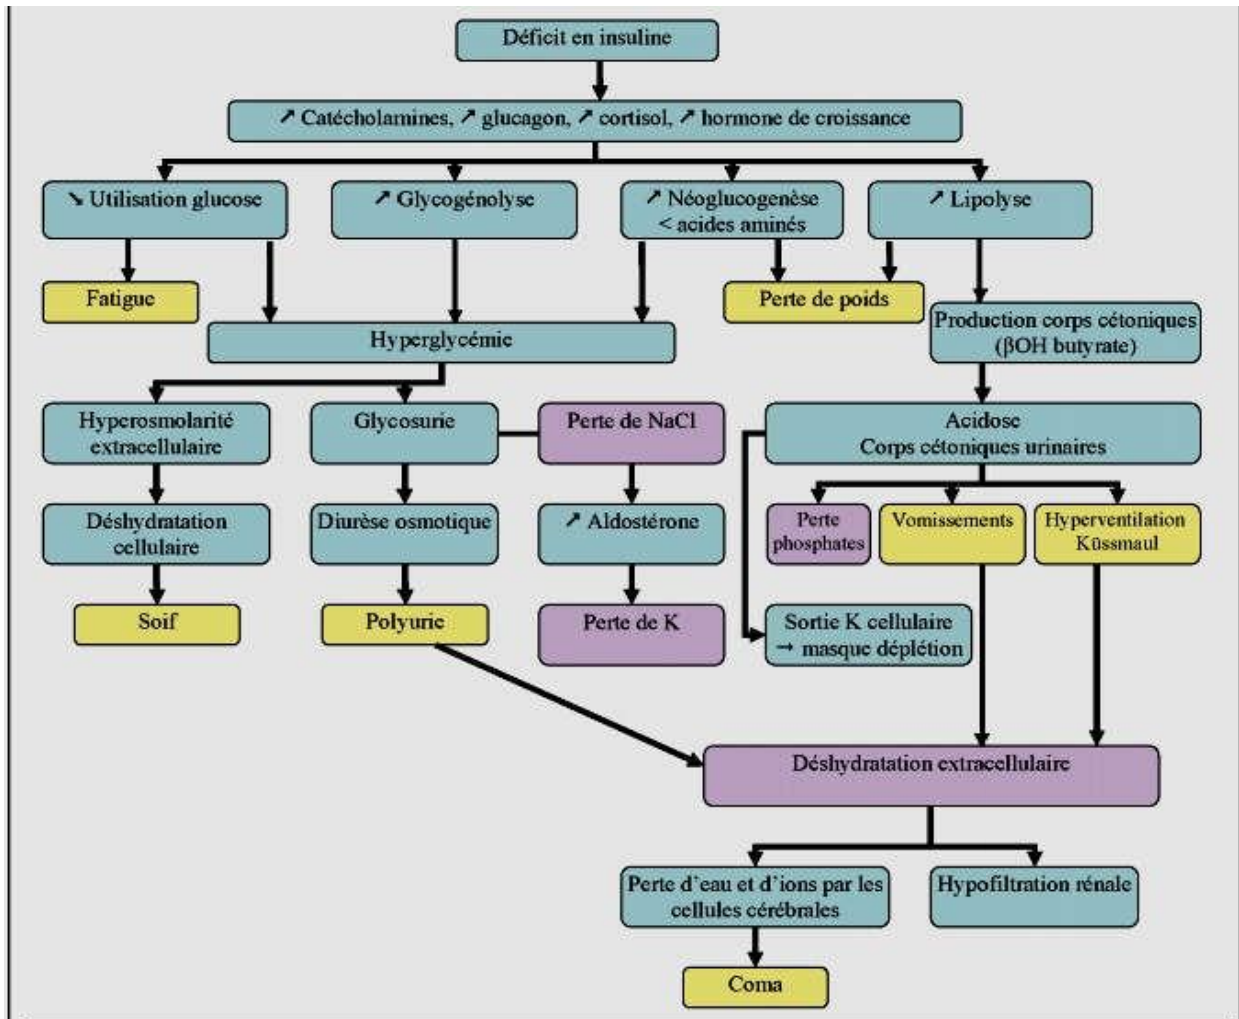 Déficit en insuline
↗ Catécholamines, ↗ glucagon, ↗ cortisol, ↗ hormone de croissance
↘ Utilisation glucose
↗ Glycogénolyse
↗ Néoglucogenèse
< acides aminés
↗ Lipolyse
Fatigue
Perte de poids
Production corps cétoniques
(βOH butyrate)
Hyperglycémie
Hyperosmolarité
extracellulaire
Glycosurie
Perte de NaCl
Acidose
Corps cétoniques urinaires
Déshydratation
cellulaire
Diurèse osmotique
↗ Aldostérone
Perte
phosphates
Vomissements
Hyperventilation
Küssmaul
Soif
Polyurie
Perte de K
Sortie K cellulaire
→ masque déplétion
Déshydratation extracellulaire
Perte d'eau et d'ions par les
cellules cérébrales
Hypofiltration rénale
Coma